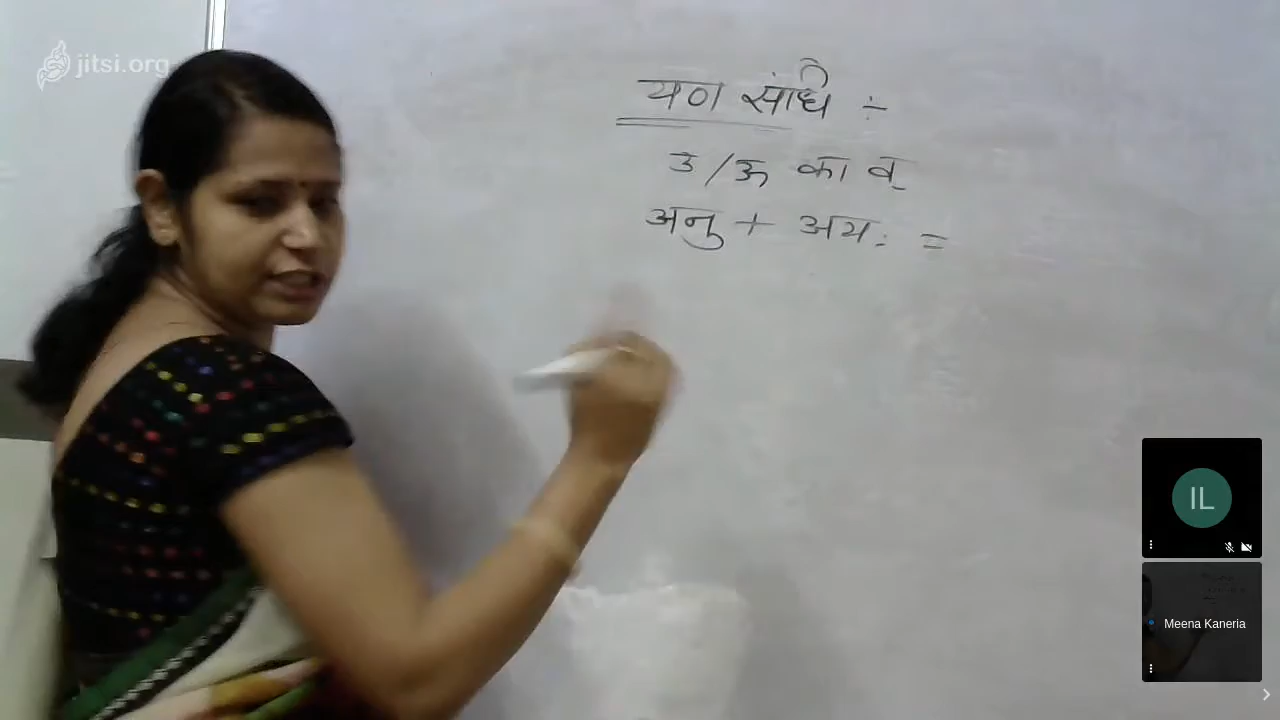 jitsi.org
यण संधि ÷
उ/ऊ का व्
अनु + अयः =
IL
Meena Kaneria